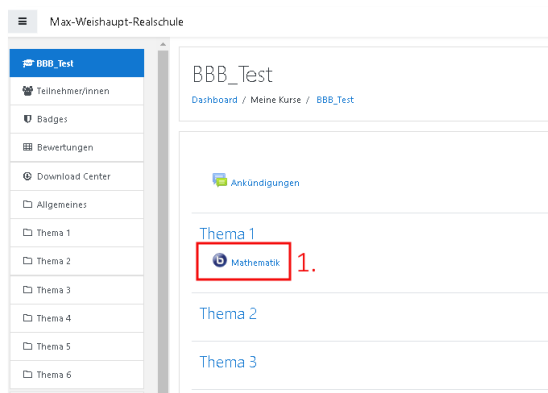 Max-Weishaupt-Realschule
BBB_Test
Teilnehmer/innen
Badges
Bewertungen
Download Center
Allgemeines
Thema 1
Thema 2
Thema 3
Thema 4
Thema 5
Thema 6
BBB_Test
Dashboard / Meine Kurse / BBB_Test
Ankündigungen
Thema 1
b Mathematik 1.
Thema 2
Thema 3